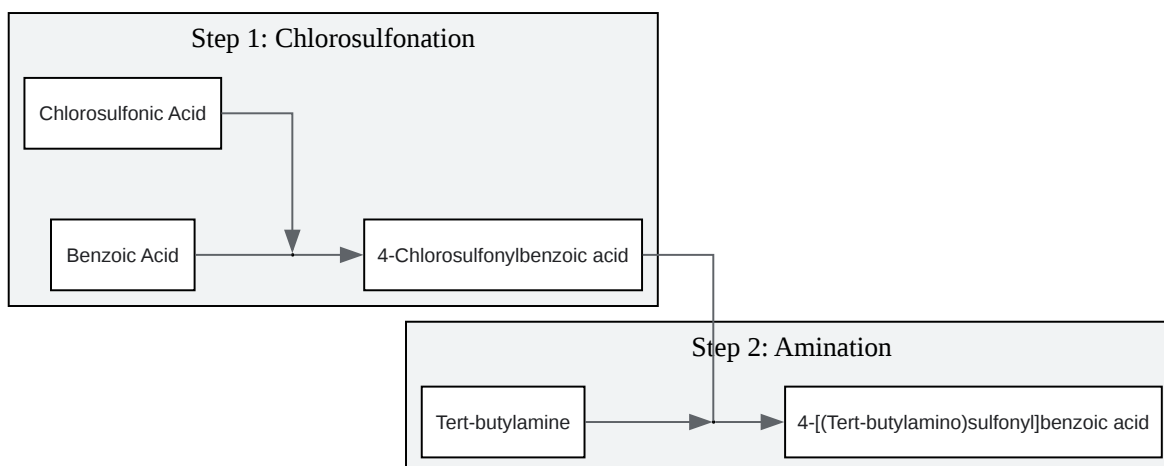 Step 1: Chlorosulfonation
Chlorosulfonic Acid
Benzoic Acid
4-Chlorosulfonylbenzoic acid
Step 2: Amination
Tert-butylamine
4-[(Tert-butylamino)sulfonyl]benzoic acid